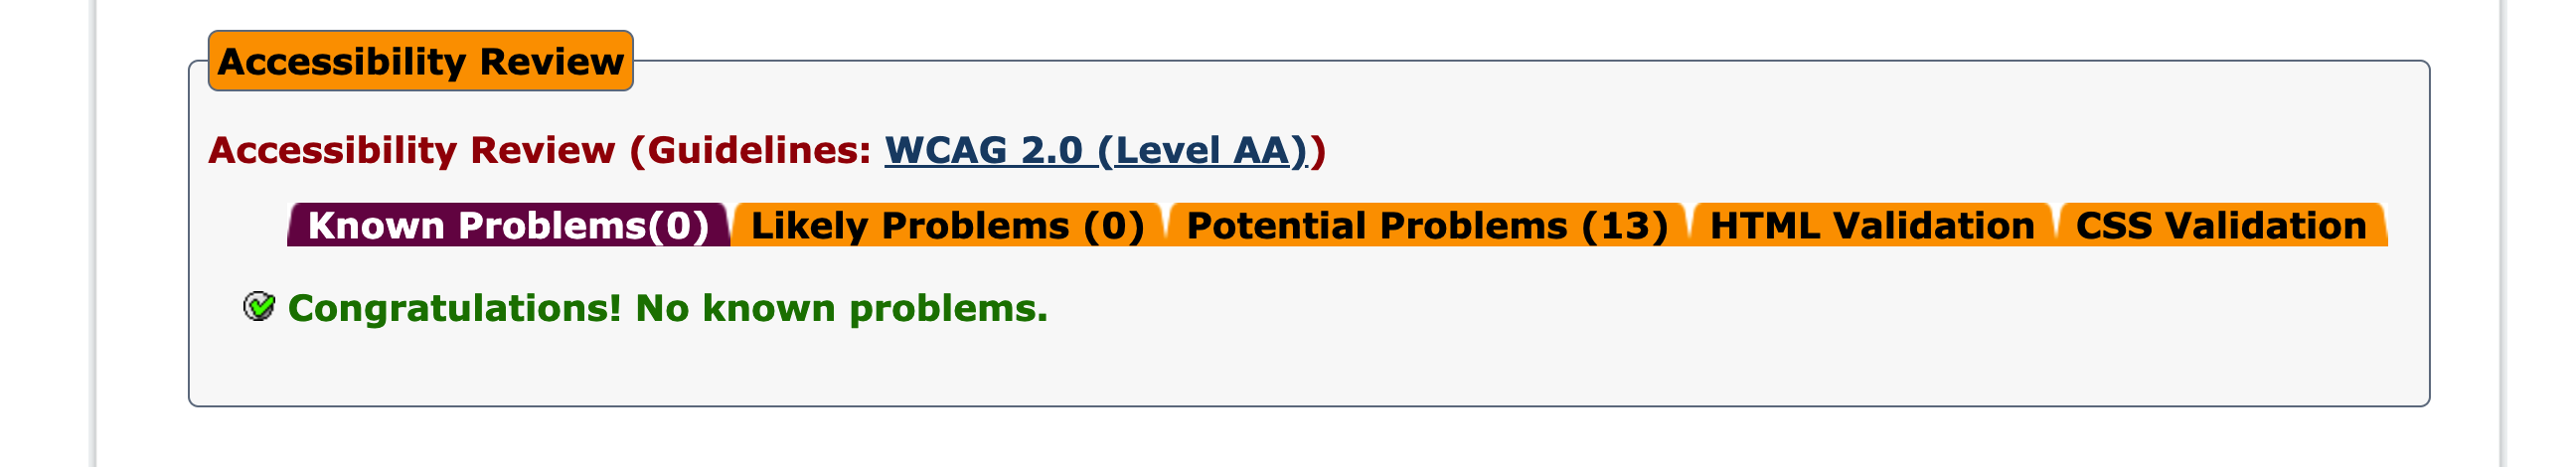 Accessibility Review
Accessibility Review (Guidelines: WCAG 2.0 (Level AA))
Known Problems(0) Likely Problems (0) Potential Problems (13) HTML Validation CSS Validation
Congratulations! No known problems.